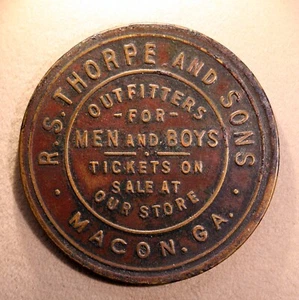 R. S. THORPE AND SONS
OUTFITTERS
-FOR-
MEN AND BOYS
TICKETS ON
SALE AT
OUR STORE
· MACON, GA. ·